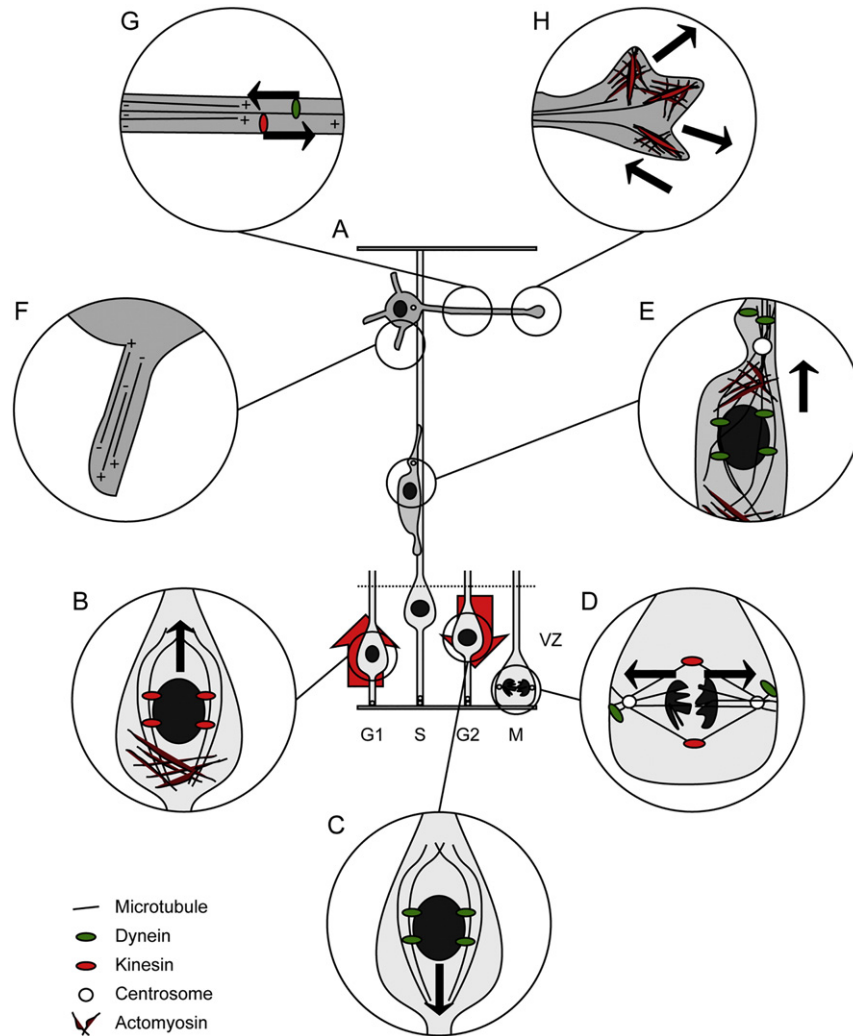 G
H
- + 
- +
- +
A
F
E
+
-
-
-
+
+
B
VZ
D
G1 S G2 M
C
Microtubule
Dynein
Kinesin
Centrosome
Actomyosin